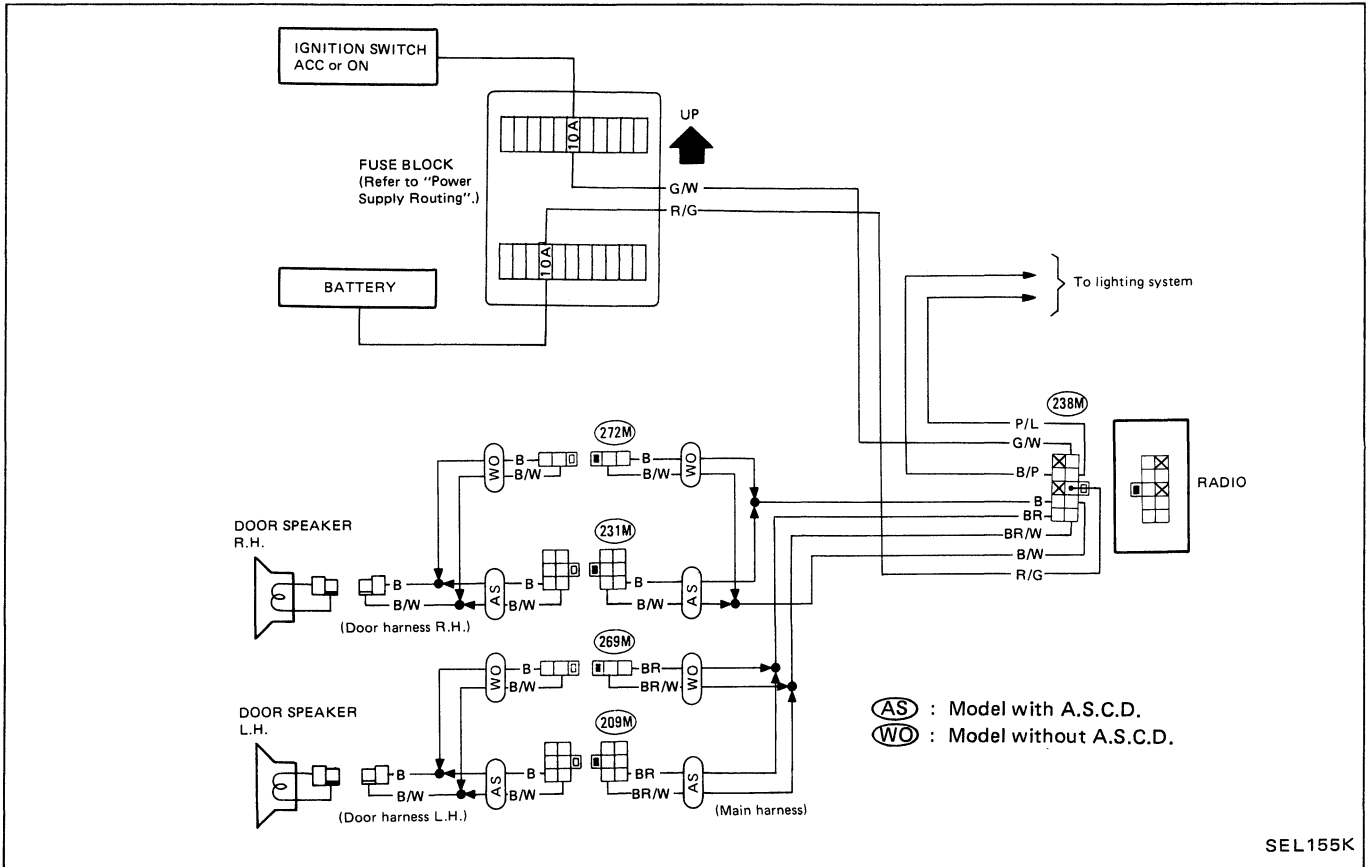 IGNITION SWITCH
ACC or ON
10A
UP
FUSE BLOCK
(Refer to "Power
Supply Routing".)
G/W
R/G
10A
BATTERY
To lighting system
238M
P/L
G/W
B/P
B
BR
BR/W
B/W
R/G
RADIO
272M
WO
B
B/W
B
B/W
WO
DOOR SPEAKER
R.H.
231M
B
B/W
AS
B
B/W
B
B/W
AS
(Door harness R.H.)
269M
WO
B
B/W
BR
BR/W
WO
DOOR SPEAKER
L.H.
209M
B
B/W
AS
B
B/W
BR
BR/W
AS
(Door harness L.H.)
(Main harness)
AS : Model with A.S.C.D.
WO : Model without A.S.C.D.
SEL155K